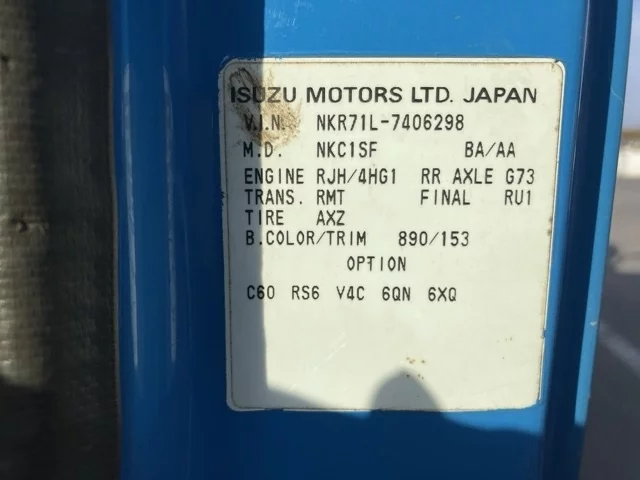 ISUZU MOTORS LTD. JAPAN
V.I.N. NKR71L-7406298
M.D. NKC1SF BA/AA
ENGINE RJH/4HG1 RR AXLE G73
TRANS. RMT FINAL RU1
TIRE AXZ
B.COLOR/TRIM 890/153
OPTION
C60 RS6 V4C 6QN 6XQ